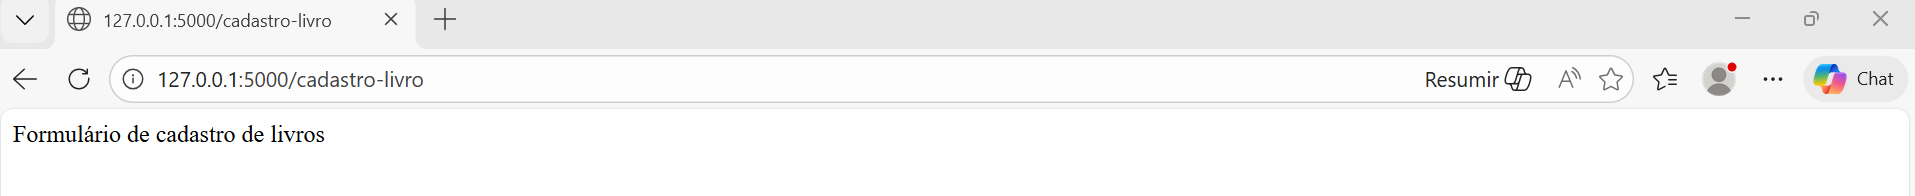 127.0.0.1:5000/cadastro-livro
127.0.0.1:5000/cadastro-livro
Resumir
A
Chat
Formulário de cadastro de livros